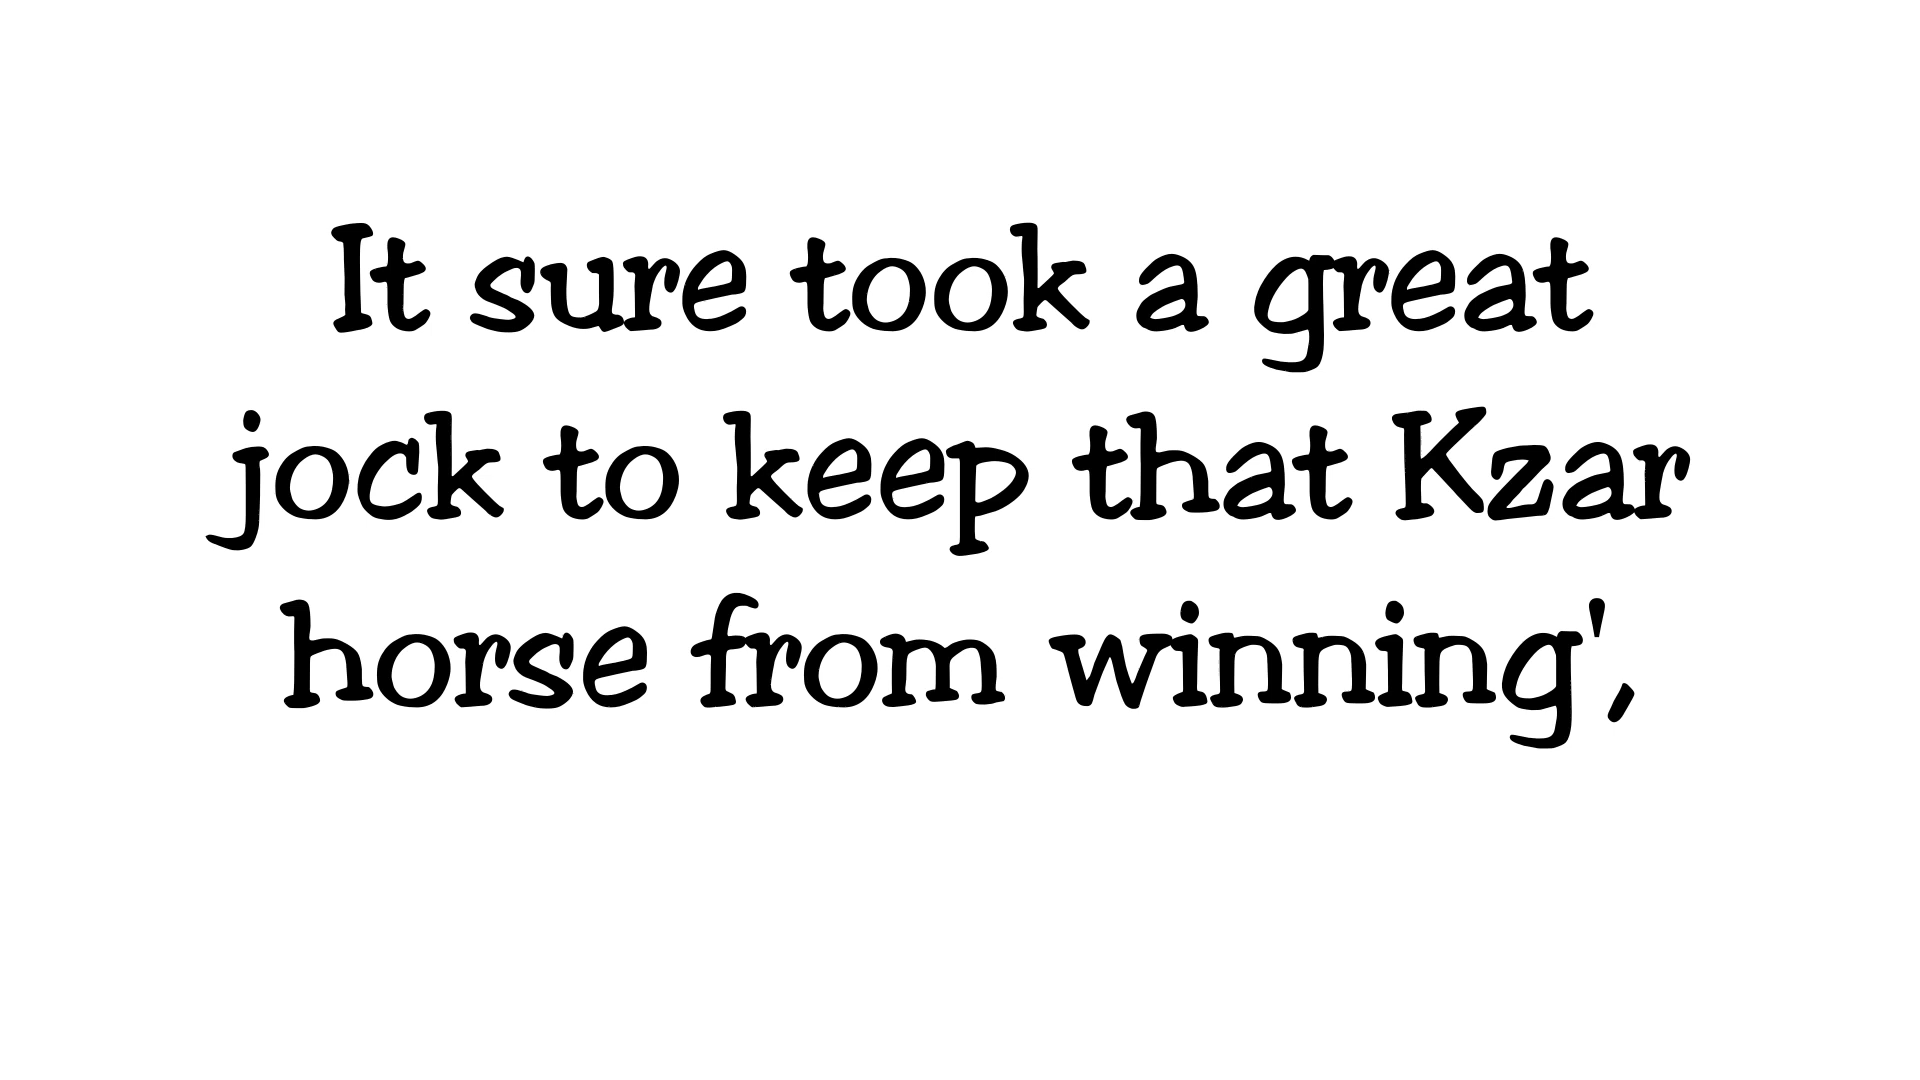 It sure took a great
jock to keep that Kzar
horse from winning',